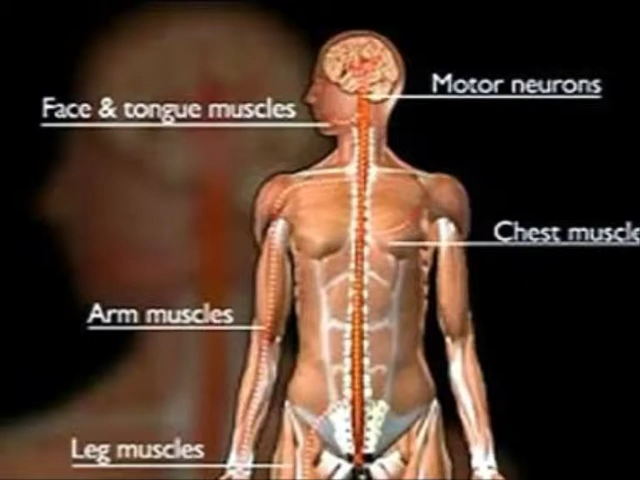 Motor neurons
Face & tongue muscles
Chest muscle
Arm muscles
Leg muscles